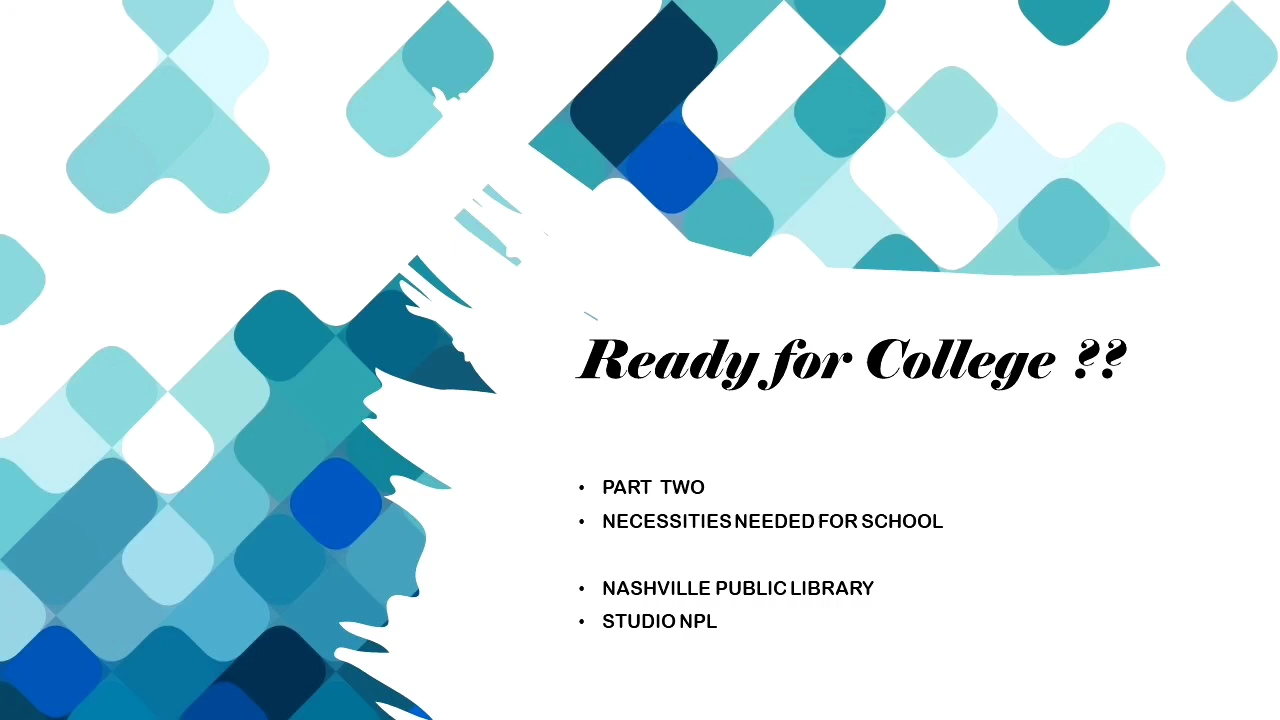 Ready for College ??
• PART TWO
• NECESSITIES NEEDED FOR SCHOOL
• NASHVILLE PUBLIC LIBRARY
• STUDIO NPL